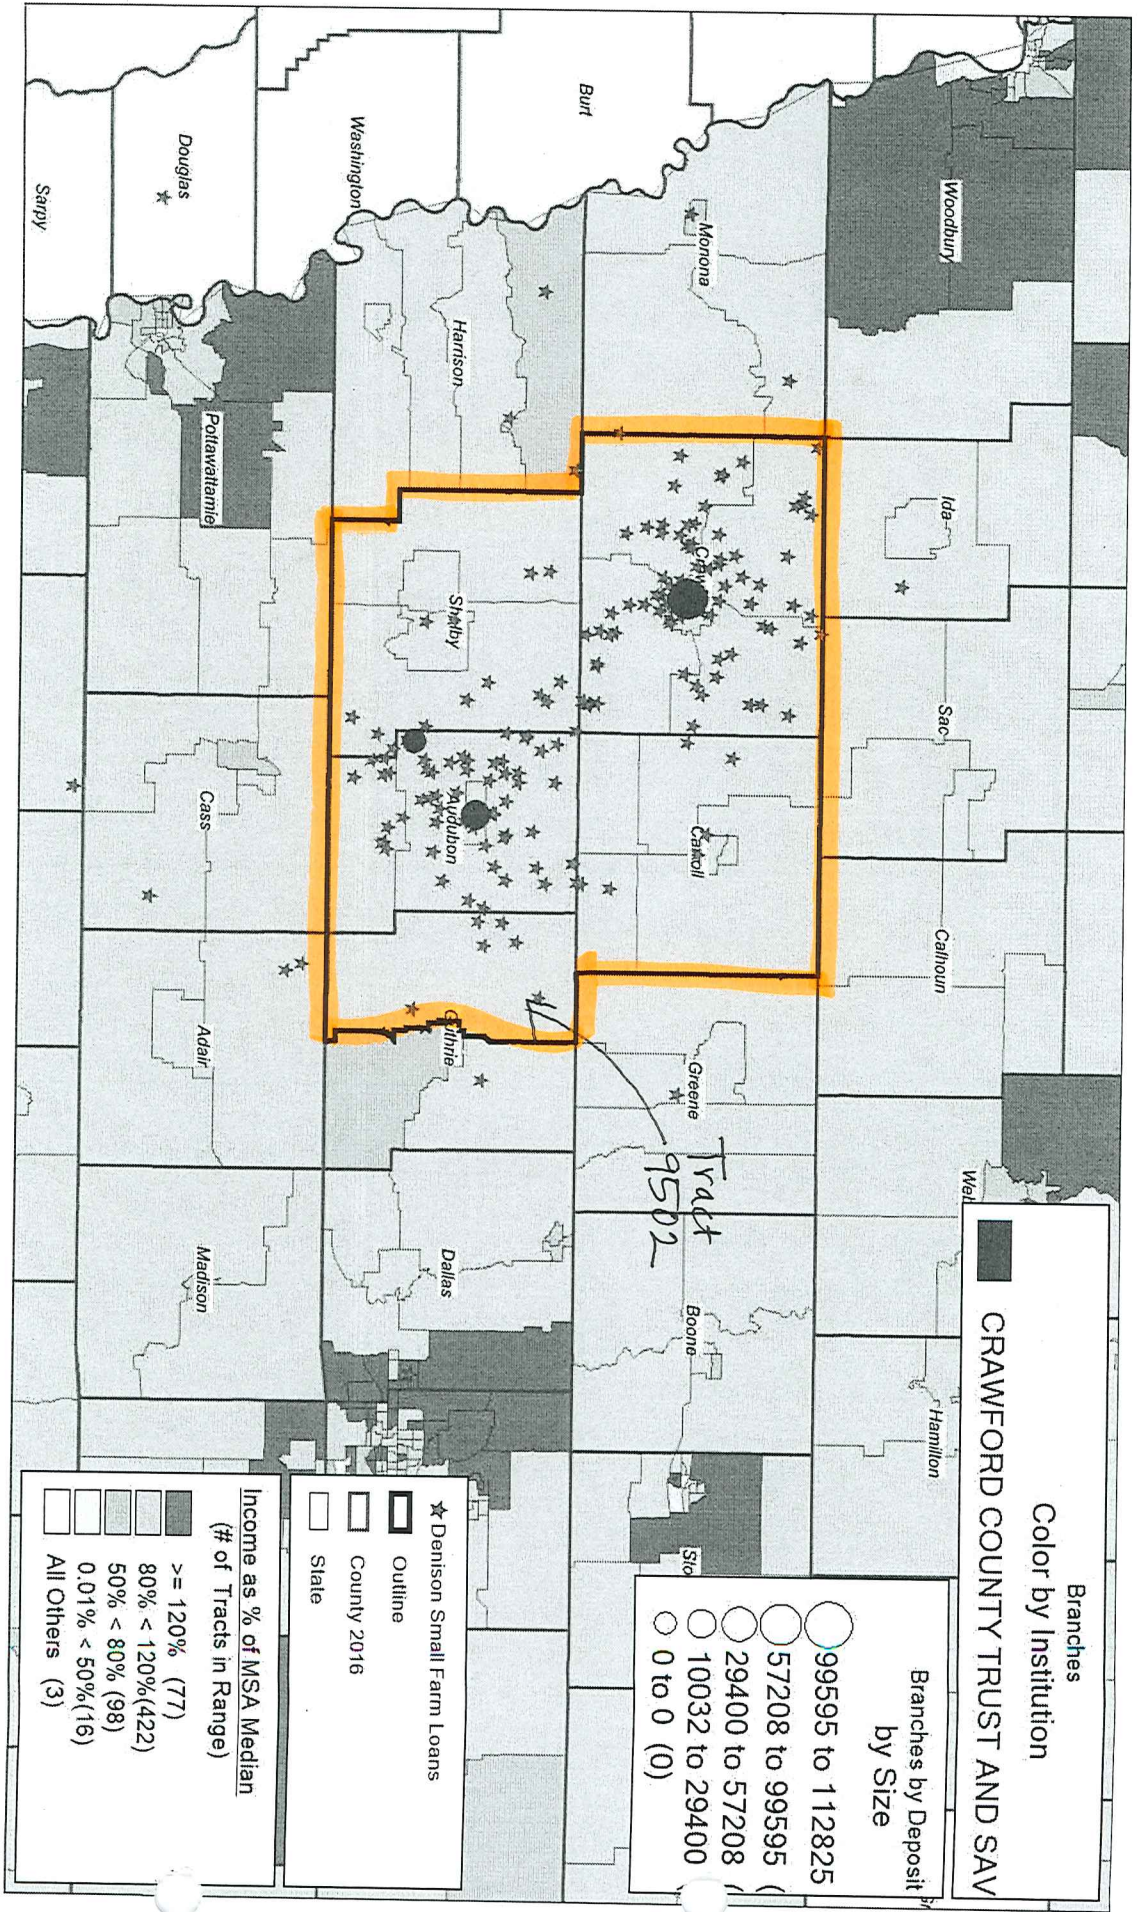 Branches
Color by Institution
CRAWFORD COUNTY TRUST AND SAV
Branches by Deposit
by Size
99595 to 112825
57208 to 99595 (
29400 to 57208 (
10032 to 29400
0 to 0 (0)
Denison Small Farm Loans
Outline
County 2016
State
Income as % of MSA Median
(# of Tracts in Range)
>= 120% (77)
80% < 120%(422)
50% < 80% (98)
0.01% < 50%(16)
All Others (3)
Woodbury
Ida
Sac
Calhoun
Hamilton
Burt
Monona
Carroll
Greene
Boone
Sto
Washington
Harrison
Shelby
Audubon
Guthrie
Dallas
Douglas
Sarpy
Pottawattamie
Cass
Adair
Madison
Tract
9502